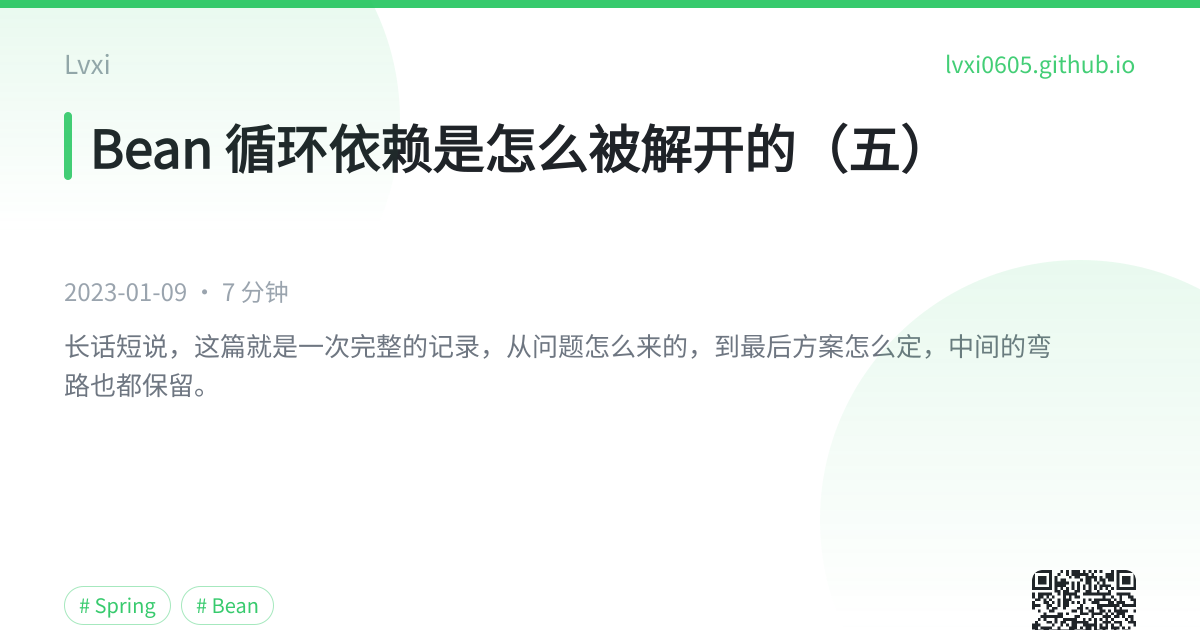 Lvxi
lvxi0605.github.io
Bean 循环依赖是怎么被解开的（五）
2023-01-09 · 7 分钟
长话短说，这篇就是一次完整的记录，从问题怎么来的，到最后方案怎么定，中间的弯
路也都保留。
# Spring
# Bean